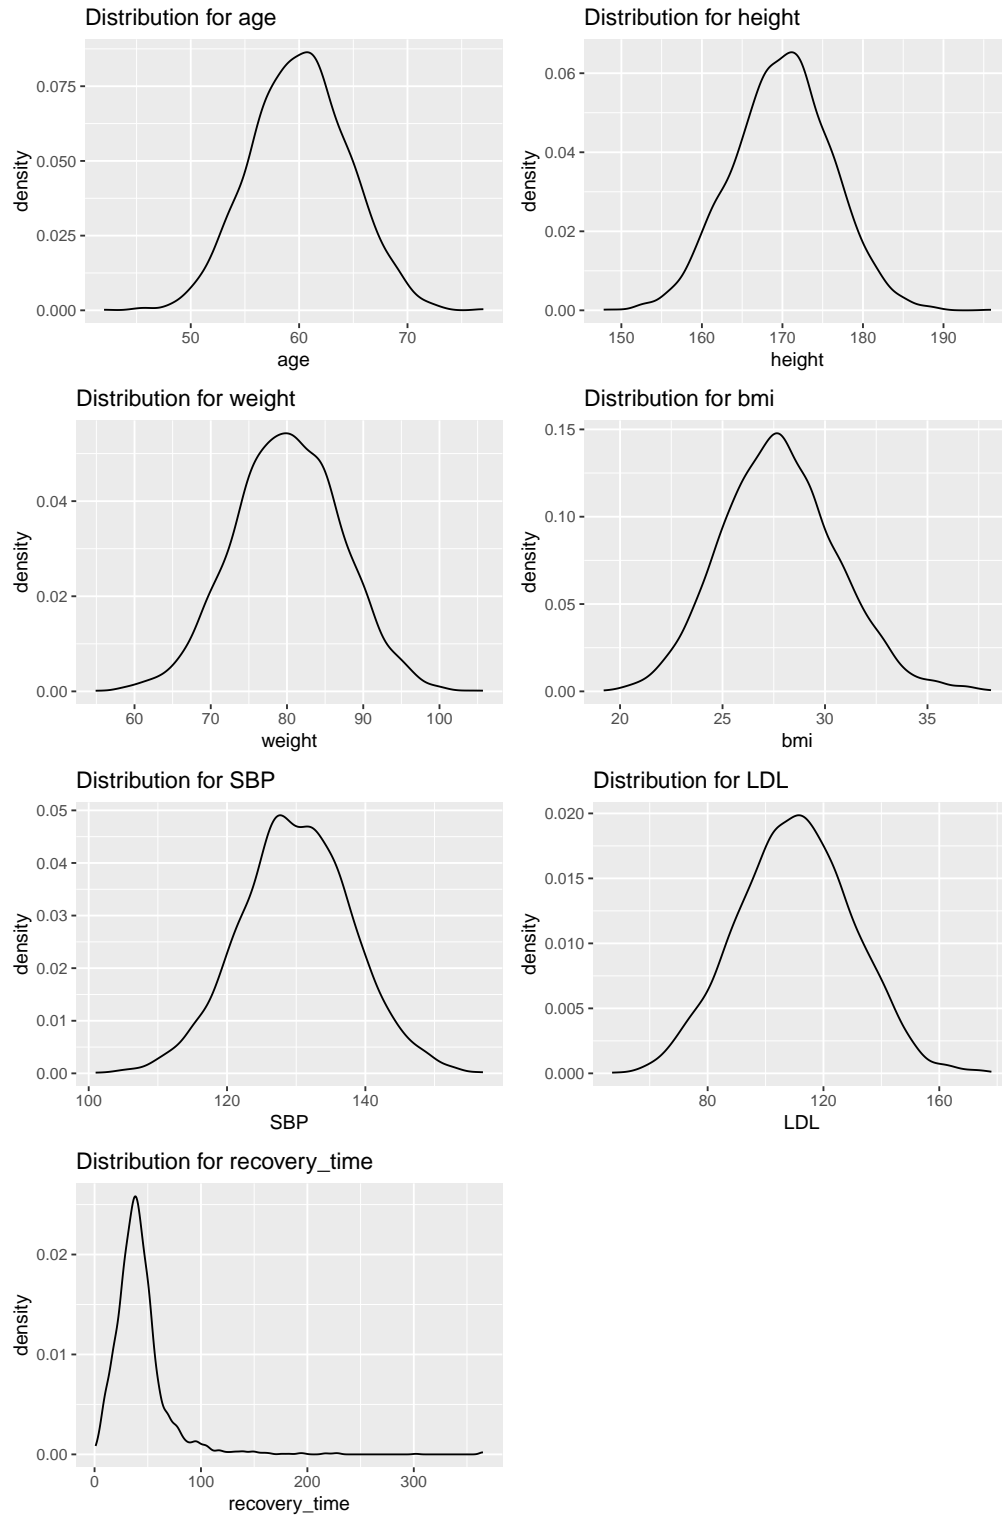 Distribution for age
0.075
0.050
0.025
0.000
density
50 60 70
age
Distribution for height
0.06
0.04
0.02
0.00
density
150 160 170 180 190
height
Distribution for weight
0.04
0.02
0.00
density
60 70 80 90 100
weight
Distribution for bmi
0.15
0.10
0.05
0.00
density
20 25 30 35
bmi
Distribution for SBP
0.05
0.04
0.03
0.02
0.01
0.00
density
100 120 140
SBP
Distribution for LDL
0.020
0.015
0.010
0.005
0.000
density
80 120 160
LDL
Distribution for recovery_time
0.02
0.01
0.00
density
0 100 200 300
recovery_time